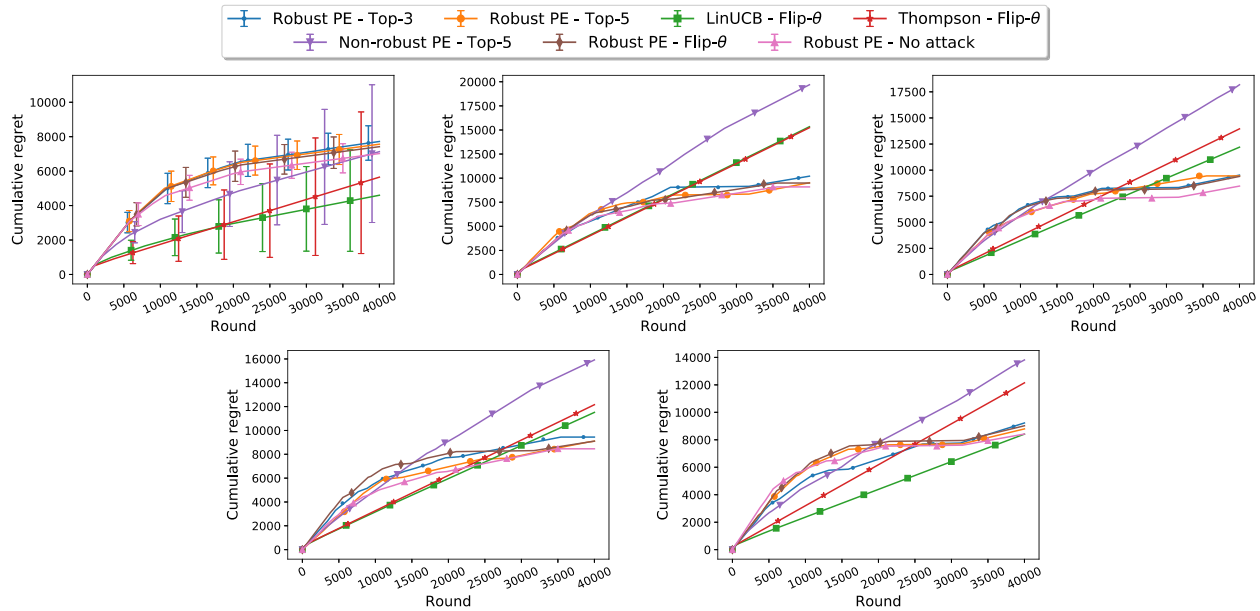 Robust PE - Top-3 Robust PE - Top-5 LinUCB - Flip-θ Thompson - Flip-θ
Non-robust PE - Top-5 Robust PE - Flip-θ Robust PE - No attack
Cumulative regret
10000
8000
6000
4000
2000
0
0 5000 10000 15000 20000 25000 30000 35000 40000
Round
Cumulative regret
20000
17500
15000
12500
10000
7500
5000
2500
0
0 5000 10000 15000 20000 25000 30000 35000 40000
Round
Cumulative regret
17500
15000
12500
10000
7500
5000
2500
0
0 5000 10000 15000 20000 25000 30000 35000 40000
Round
Cumulative regret
16000
14000
12000
10000
8000
6000
4000
2000
0
0 5000 10000 15000 20000 25000 30000 35000 40000
Round
Cumulative regret
14000
12000
10000
8000
6000
4000
2000
0
0 5000 10000 15000 20000 25000 30000 35000 40000
Round